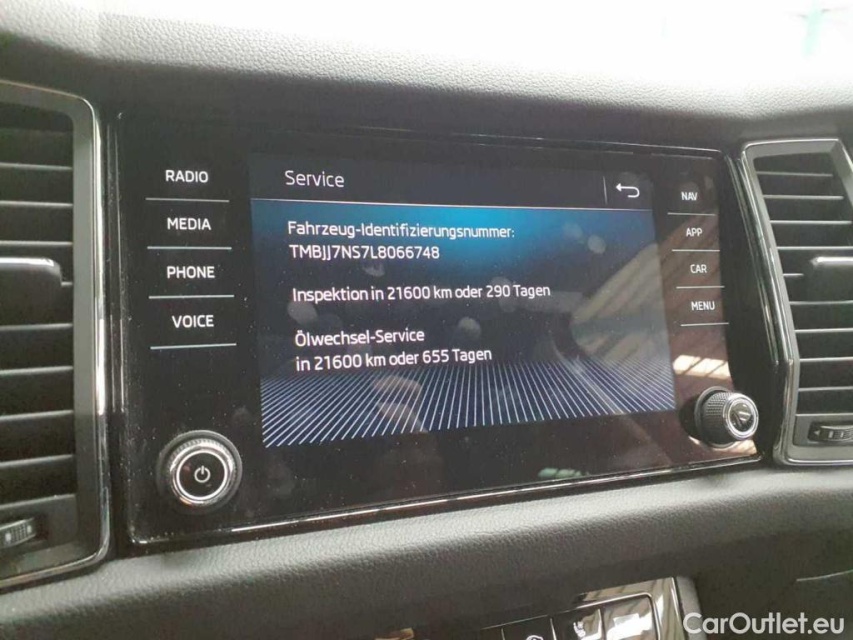 RADIO
MEDIA
PHONE
VOICE
Service
Fahrzeug-Identifizierungsnummer:
TMBJJ7NS7L8066748
Inspektion in 21600 km oder 290 Tagen
Ölwechsel-Service
in 21600 km oder 655 Tagen
NAV
APP
CAR
MENU
CarOutlet.eu